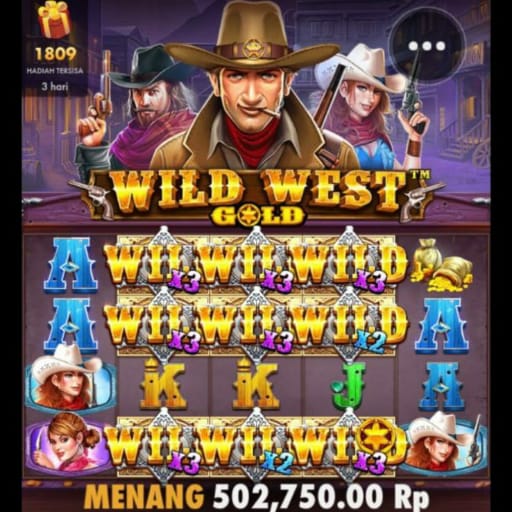 1809
HADIAH TERSISA
3 hari
WILD WEST™
GOLD
A WILD x3 WILD x3 WILD x3
A WILD x3 WILD x3 WILD x2 A
K K J A
WILD x3 WILD x2 WILD x3
MENANG 502,750.00 Rp